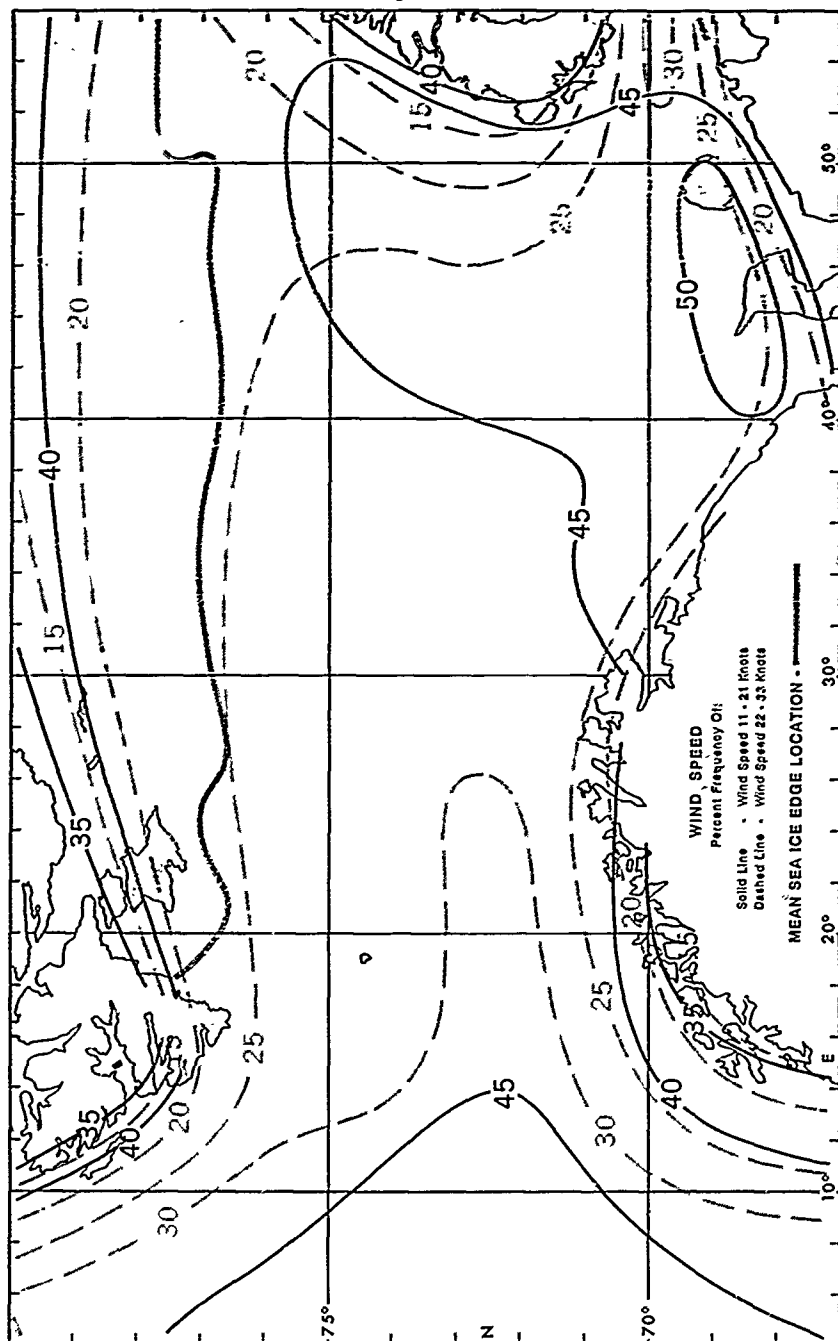 20 40 30
15 45 25
50°
20
25
50
20
40°
40
45
15
30°
WIND SPEED
Percent Frequency Of:
Solid Line - Wind Speed 11 - 21 Knots
Dashed Line - Wind Speed 22 - 33 Knots
MEAN SEA ICE EDGE LOCATION -
35
20 20°
25 35
15 25 E
45 40
20
35 40 30
10°
30
75° 70°
N